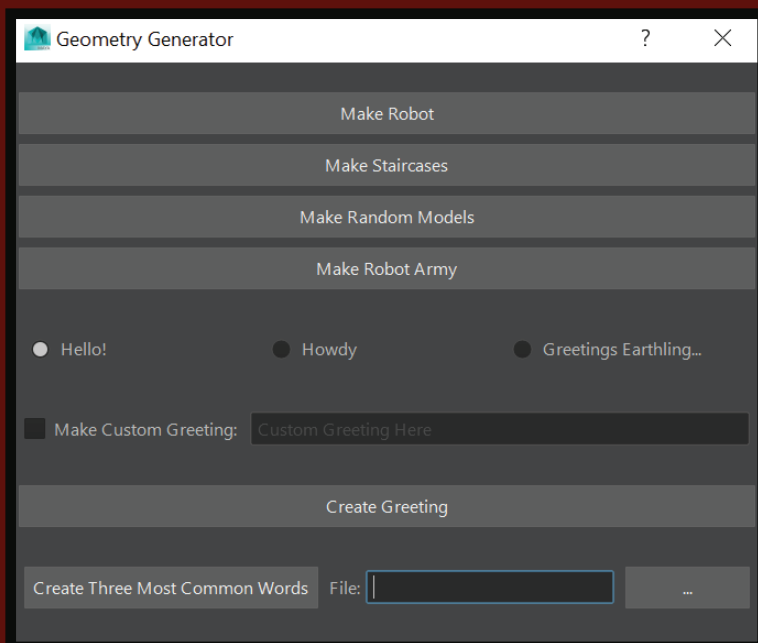 Geometry Generator ?
Make Robot
Make Staircases
Make Random Models
Make Robot Army
Hello! Howdy Greetings Earthling...
Make Custom Greeting: Custom Greeting Here
Create Greeting
Create Three Most Common Words File: ...